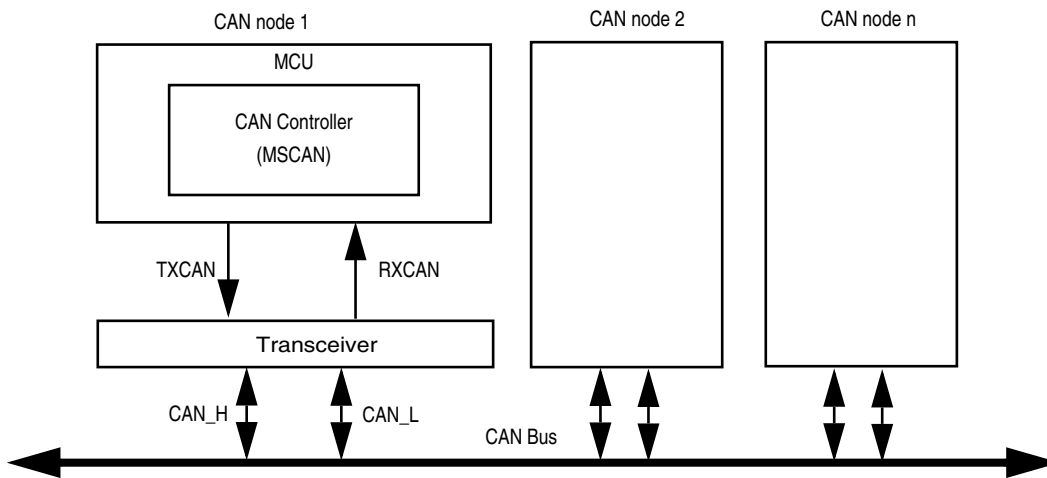 CAN node 1
CAN node 2
CAN node n
MCU
CAN Controller
(MSCAN)
TXCAN
RXCAN
Transceiver
CAN_H
CAN_L
CAN Bus